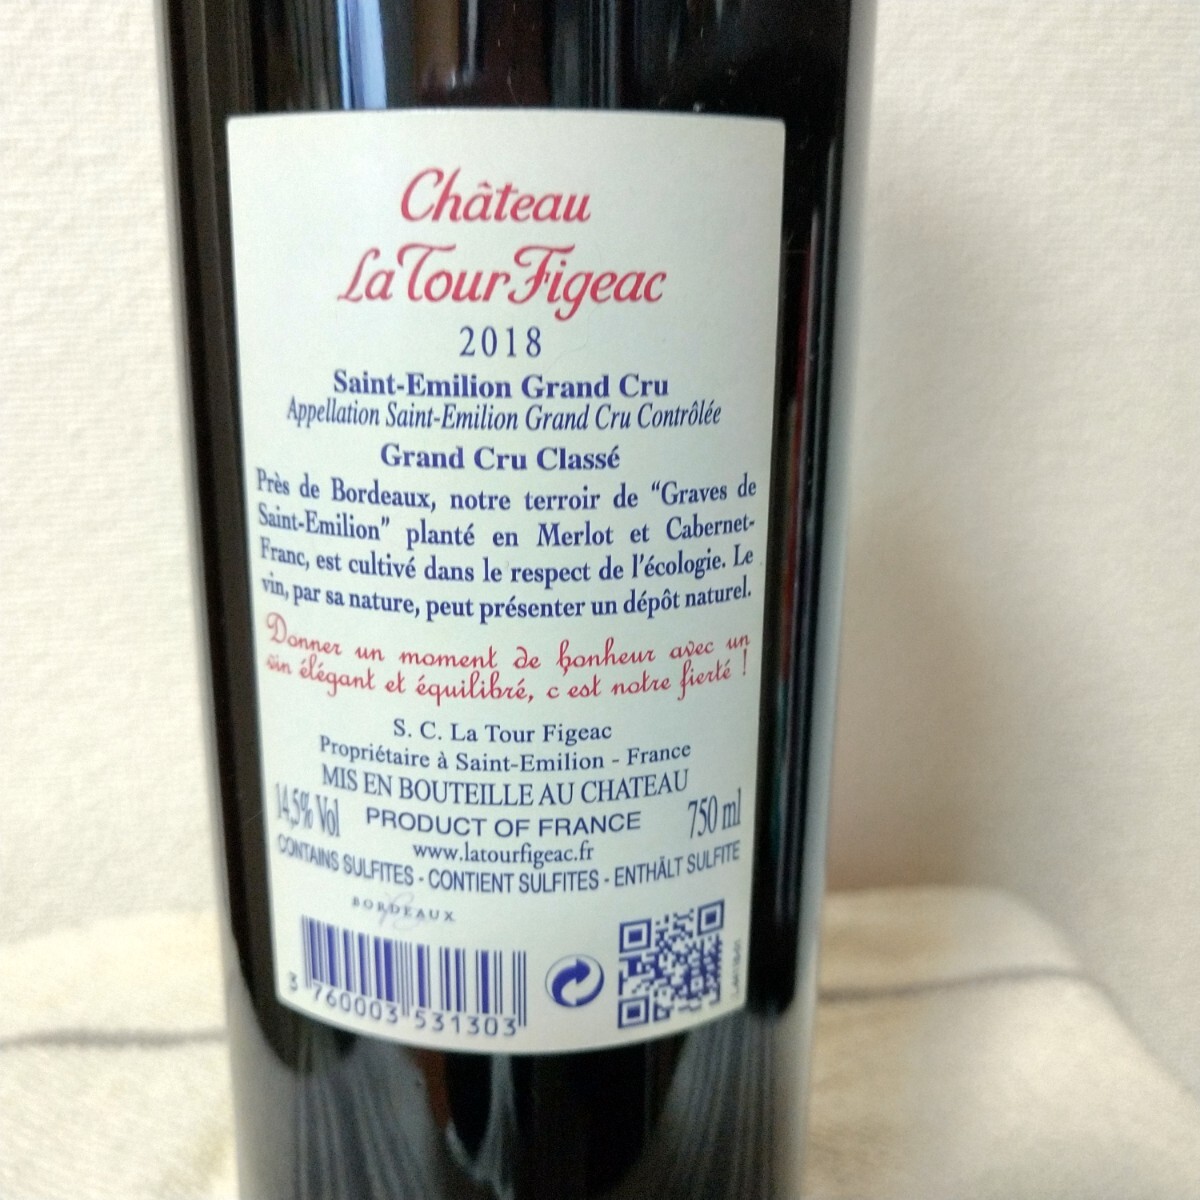 Château
La Tour Figeac
2018
Saint-Emilion Grand Cru
Appellation Saint-Emilion Grand Cru Contrôlée
Grand Cru Classé
Près de Bordeaux, notre terroir de “Graves de
Saint-Emilion” planté en Merlot et Cabernet-
Franc, est cultivé dans le respect de l'écologie. Le
vin, par sa nature, peut présenter un dépôt naturel.
Donner un moment de bonheur avec un
vin élégant et équilibré, c est notre fierté !
S. C. La Tour Figeac
Propriétaire à Saint-Emilion - France
MIS EN BOUTEILLE AU CHATEAU
14,5% Vol PRODUCT OF FRANCE 750 ml
www.latourfigeac.fr
CONTAINS SULFITES - CONTIENT SULFITES - ENTHÄLT SULFITE
BORDEAUX
3 760003 531303